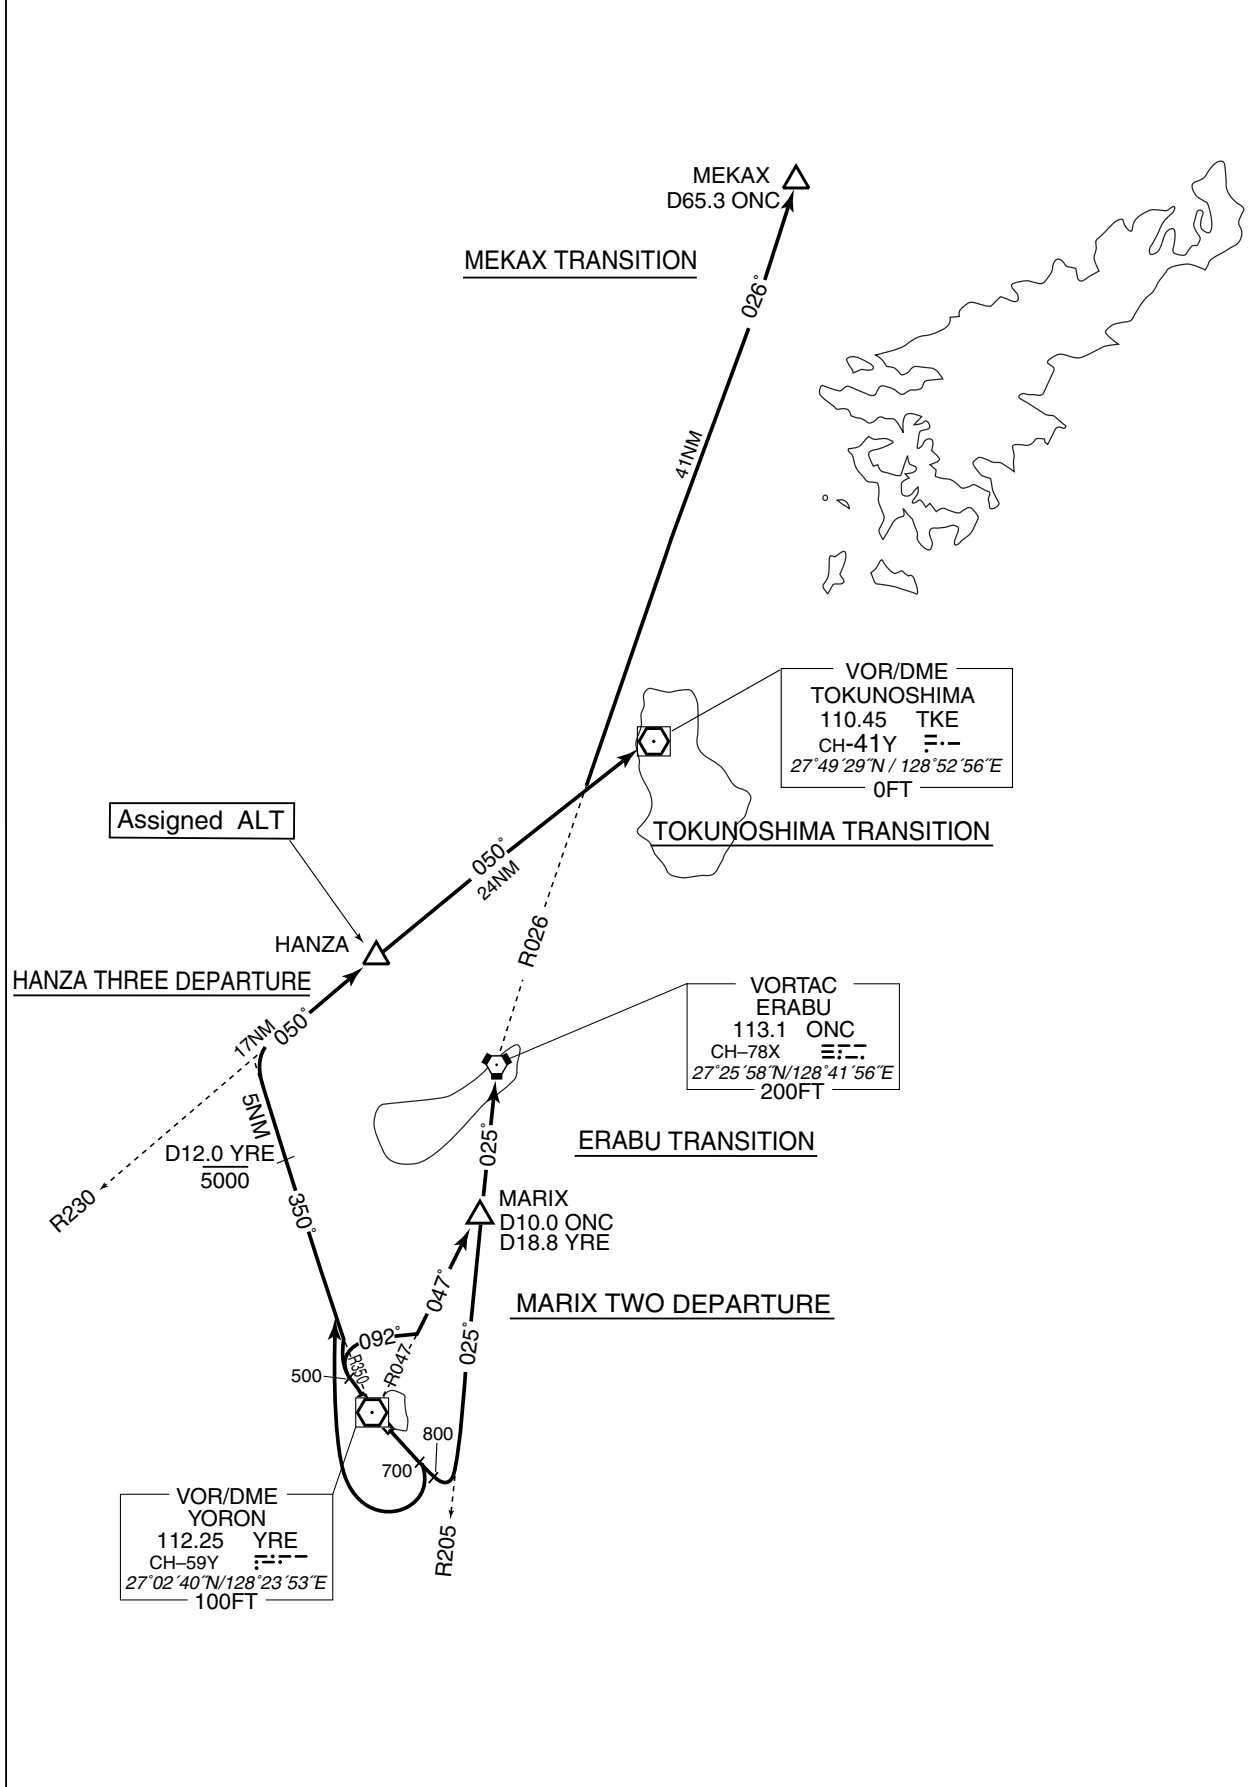 MEKAX
D65.3 ONC
MEKAX TRANSITION
026°
41NM
VOR/DME
TOKUNOSHIMA
110.45 TKE
CH-41Y
27°49´29˝N / 128°52´56˝E
0FT
Assigned ALT
TOKUNOSHIMA TRANSITION
050°
24NM
R026
HANZA
HANZA THREE DEPARTURE
17NM
050°
VORTAC
ERABU
113.1 ONC
CH–78X
27°25´58˝N/128°41´56˝E
200FT
5NM
D12.0 YRE
5000
R230
350°
025°
ERABU TRANSITION
MARIX
D10.0 ONC
D18.8 YRE
047°
MARIX TWO DEPARTURE
092°
025°
R350
R047
500
800
700
VOR/DME
YORON
112.25 YRE
CH–59Y
27°02´40˝N/128°23´53˝E
100FT
R205